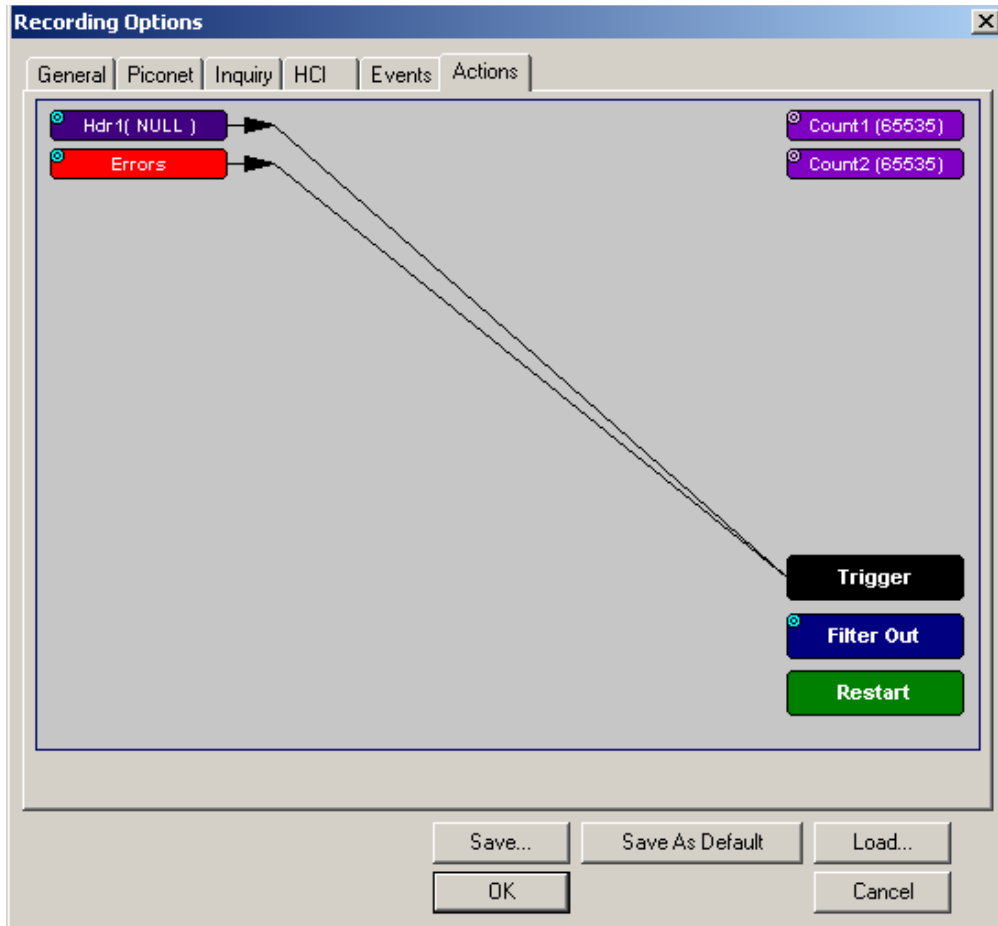 Recording Options
General Piconet Inquiry HCI Events Actions
Hdr1( NULL )
Count1 (65535)
Errors
Count2 (65535)
Trigger
Filter Out
Restart
Save... Save As Default Load...
OK Cancel